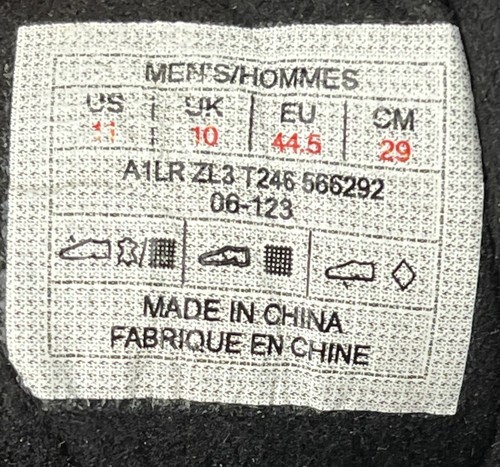 MEN'S/HOMMES
US UK EU CM
11 10 44.5 29
A1LR ZL3 T246 566292
06-123
MADE IN CHINA
FABRIQUE EN CHINE